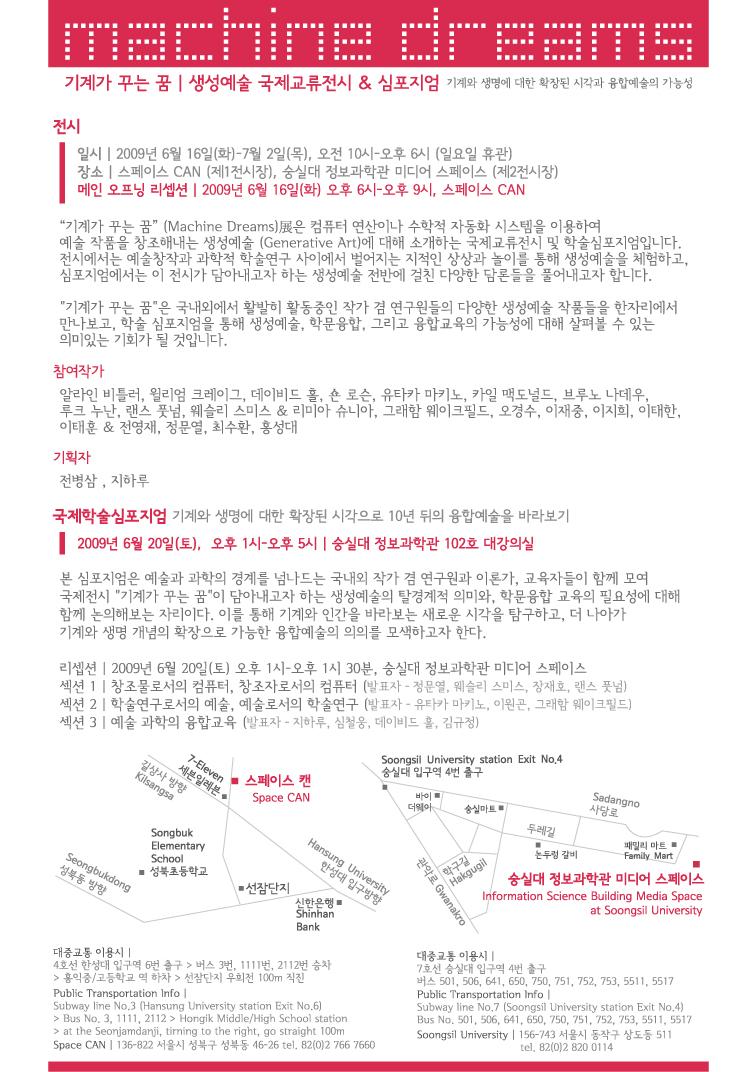 machine dreams
기계가 꾸는 꿈 | 생성예술 국제교류전시 & 심포지엄 기계와 생명에 대한 확장된 시각과 융합예술의 가능성
전시
일시 | 2009년 6월 16일(화)-7월 2일(목), 오전 10시-오후 6시 (일요일 휴관)
장소 | 스페이스 CAN (제1전시장), 숭실대 정보과학관 미디어 스페이스 (제2전시장)
메인 오프닝 리셉션 | 2009년 6월 16일(화) 오후 6시-오후 9시, 스페이스 CAN
“기계가 꾸는 꿈” (Machine Dreams)展은 컴퓨터 연산이나 수학적 자동화 시스템을 이용하여
예술 작품을 창조해내는 생성예술 (Generative Art)에 대해 소개하는 국제교류전시 및 학술심포지엄입니다.
전시에서는 예술창작과 과학적 학술연구 사이에서 벌어지는 지적인 상상과 놀이를 통해 생성예술을 체험하고,
심포지엄에서는 이 전시가 담아내고자 하는 생성예술 전반에 걸친 다양한 담론들을 풀어내고자 합니다.
"기계가 꾸는 꿈"은 국내외에서 활발히 활동중인 작가 겸 연구원들의 다양한 생성예술 작품들을 한자리에서
만나보고, 학술 심포지엄을 통해 생성예술, 학문융합, 그리고 융합교육의 가능성에 대해 살펴볼 수 있는
의미있는 기회가 될 것입니다.
참여작가
알라인 비틀러, 윌리엄 크레이그, 데이비드 홀, 숀 로슨, 유타카 마키노, 카일 맥도널드, 브루노 나데우,
루크 누난, 랜스 풋넘, 웨슬리 스미스 & 리미아 슈니아, 그래함 웨이크필드, 오경수, 이재중, 이지희, 이태한,
이태훈 & 전영재, 정문열, 최수환, 홍성대
기획자
전병삼 , 지하루
국제학술심포지엄 기계와 생명에 대한 확장된 시각으로 10년 뒤의 융합예술을 바라보기
2009년 6월 20일(토), 오후 1시-오후 5시 | 숭실대 정보과학관 102호 대강의실
본 심포지엄은 예술과 과학의 경계를 넘나드는 국내외 작가 겸 연구원과 이론가, 교육자들이 함께 모여
국제전시 "기계가 꾸는 꿈"이 담아내고자 하는 생성예술의 탈경계적 의미와, 학문융합 교육의 필요성에 대해
함께 논의해보는 자리이다. 이를 통해 기계와 인간을 바라보는 새로운 시각을 탐구하고, 더 나아가
기계와 생명 개념의 확장으로 가능한 융합예술의 의의를 모색하고자 한다.
리셉션 | 2009년 6월 20일(토) 오후 1시-오후 1시 30분, 숭실대 정보과학관 미디어 스페이스
섹션 1 | 창조물로서의 컴퓨터, 창조자로서의 컴퓨터 (발표자 - 정문열, 웨슬리 스미스, 장재호, 랜스 풋넘)
섹션 2 | 학술연구로서의 예술, 예술로서의 학술연구 (발표자 - 유타카 마키노, 이원곤, 그래함 웨이크필드)
섹션 3 | 예술 과학의 융합교육 (발표자 - 지하루, 심철웅, 데이비드 홀, 김규정)
길상사 방향
Kilsangsa
7-Eleven
세븐일레븐
스페이스 캔
Space CAN
Songbuk
Elementary
School
성북초등학교
Seongbukdong
성북동 방향
Hansung University
한성대 입구방향
선잠단지
신한은행
Shinhan
Bank
Soongsil University station Exit No.4
숭실대 입구역 4번 출구
바이
더웨이
숭실마트
Sadangno
사당로
두레길
논두렁 갈비
패밀리 마트
Family Mart
학구길
Hakgugil
관악로 Gwanakro
숭실대 정보과학관 미디어 스페이스
Information Science Building Media Space
at Soongsil University
대중교통 이용시 |
4호선 한성대 입구역 6번 출구 > 버스 3번, 1111번, 2112번 승차
> 홍익중/고등학교 역 하차 > 선잠단지 우회전 100m 직진
Public Transportation Info |
Subway line No.3 (Hansung University station Exit No.6)
> Bus No. 3, 1111, 2112 > Hongik Middle/High School station
> at the Seonjamdanji, tirning to the right, go straight 100m
Space CAN | 136-822 서울시 성북구 성북동 46-26 tel. 82(0)2 766 7660
대중교통 이용시 |
7호선 숭실대 입구역 4번 출구
버스 501, 506, 641, 650, 750, 751, 752, 753, 5511, 5517
Public Transportation Info |
Subway line No.7 (Soongsil University station Exit No.4)
Bus No. 501, 506, 641, 650, 750, 751, 752, 753, 5511, 5517
Soongsil University | 156-743 서울시 동작구 상도동 511
tel. 82(0)2 820 0114